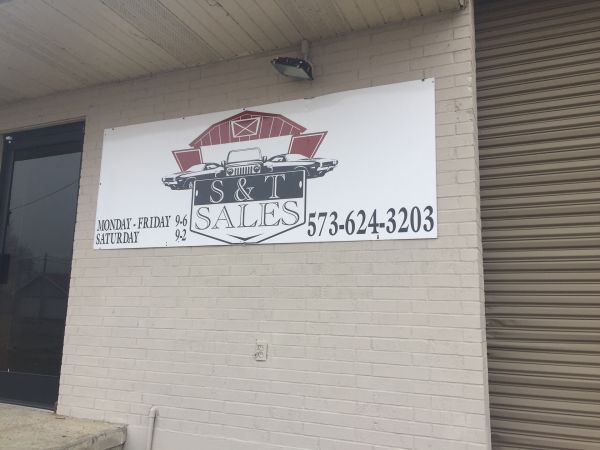 S & T
SALES
MONDAY - FRIDAY 9-6
SATURDAY 9-2
573-624-3203